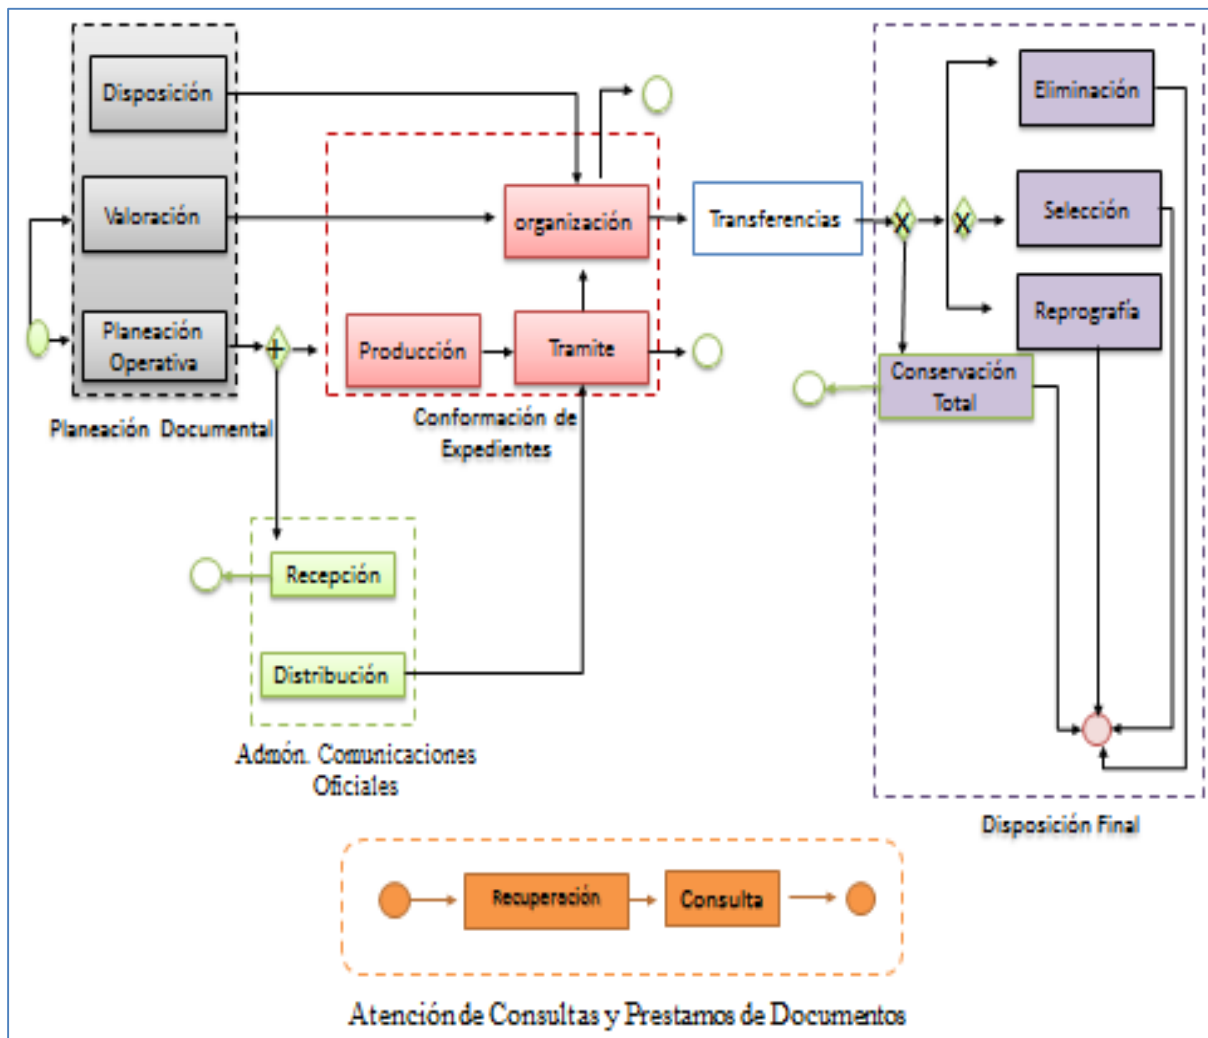 Disposición
Eliminación
Valoración
organización
Transferencias
X
X
Selección
Planeación
Operativa
+
Producción
Tramite
Reprografía
Conservación
Total
Planeación Documental
Conformación de
Expedientes
Recepción
Distribución
Admón. Comunicaciones
Oficiales
Disposición Final
Recuperación
Consulta
Atención de Consultas y Prestamos de Documentos